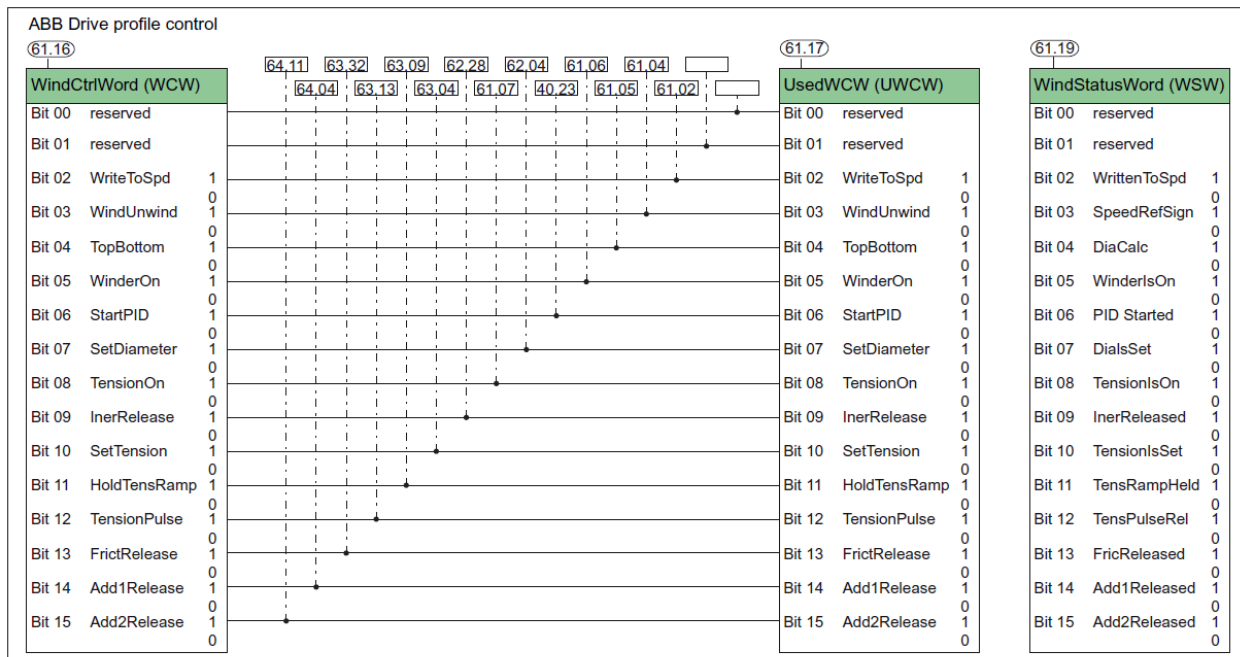 ABB Drive profile control
61.16 61.17 61.19
64.11 63.32 63.09 62.28 62.04 61.06 61.04
WindCtrlWord (WCW) 64.04 63.13 63.04 61.07 40.23 61.05 61.02 UsedWCW (UWCW) WindStatusWord (WSW)
Bit 00 reserved Bit 00 reserved Bit 00 reserved
Bit 01 reserved Bit 01 reserved Bit 01 reserved
Bit 02 WriteToSpd 1 Bit 02 WriteToSpd 1 Bit 02 WrittenToSpd 1
0 0 0
Bit 03 WindUnwind 1 Bit 03 WindUnwind 1 Bit 03 SpeedRefSign 1
0 0 0
Bit 04 TopBottom 1 Bit 04 TopBottom 1 Bit 04 DiaCalc 1
0 0 0
Bit 05 WinderOn 1 Bit 05 WinderOn 1 Bit 05 WinderIsOn 1
0 0 0
Bit 06 StartPID 1 Bit 06 StartPID 1 Bit 06 PID Started 1
0 0 0
Bit 07 SetDiameter 1 Bit 07 SetDiameter 1 Bit 07 DiaIsSet 1
0 0 0
Bit 08 TensionOn 1 Bit 08 TensionOn 1 Bit 08 TensionIsOn 1
0 0 0
Bit 09 InerRelease 1 Bit 09 InerRelease 1 Bit 09 InerReleased 1
0 0 0
Bit 10 SetTension 1 Bit 10 SetTension 1 Bit 10 TensionIsSet 1
0 0 0
Bit 11 HoldTensRamp 1 Bit 11 HoldTensRamp 1 Bit 11 TensRampHeld 1
0 0 0
Bit 12 TensionPulse 1 Bit 12 TensionPulse 1 Bit 12 TensPulseRel 1
0 0 0
Bit 13 FrictRelease 1 Bit 13 FrictRelease 1 Bit 13 FricReleased 1
0 0 0
Bit 14 Add1Release 1 Bit 14 Add1Release 1 Bit 14 Add1Released 1
0 0 0
Bit 15 Add2Release 1 Bit 15 Add2Release 1 Bit 15 Add2Released 1
0 0 0